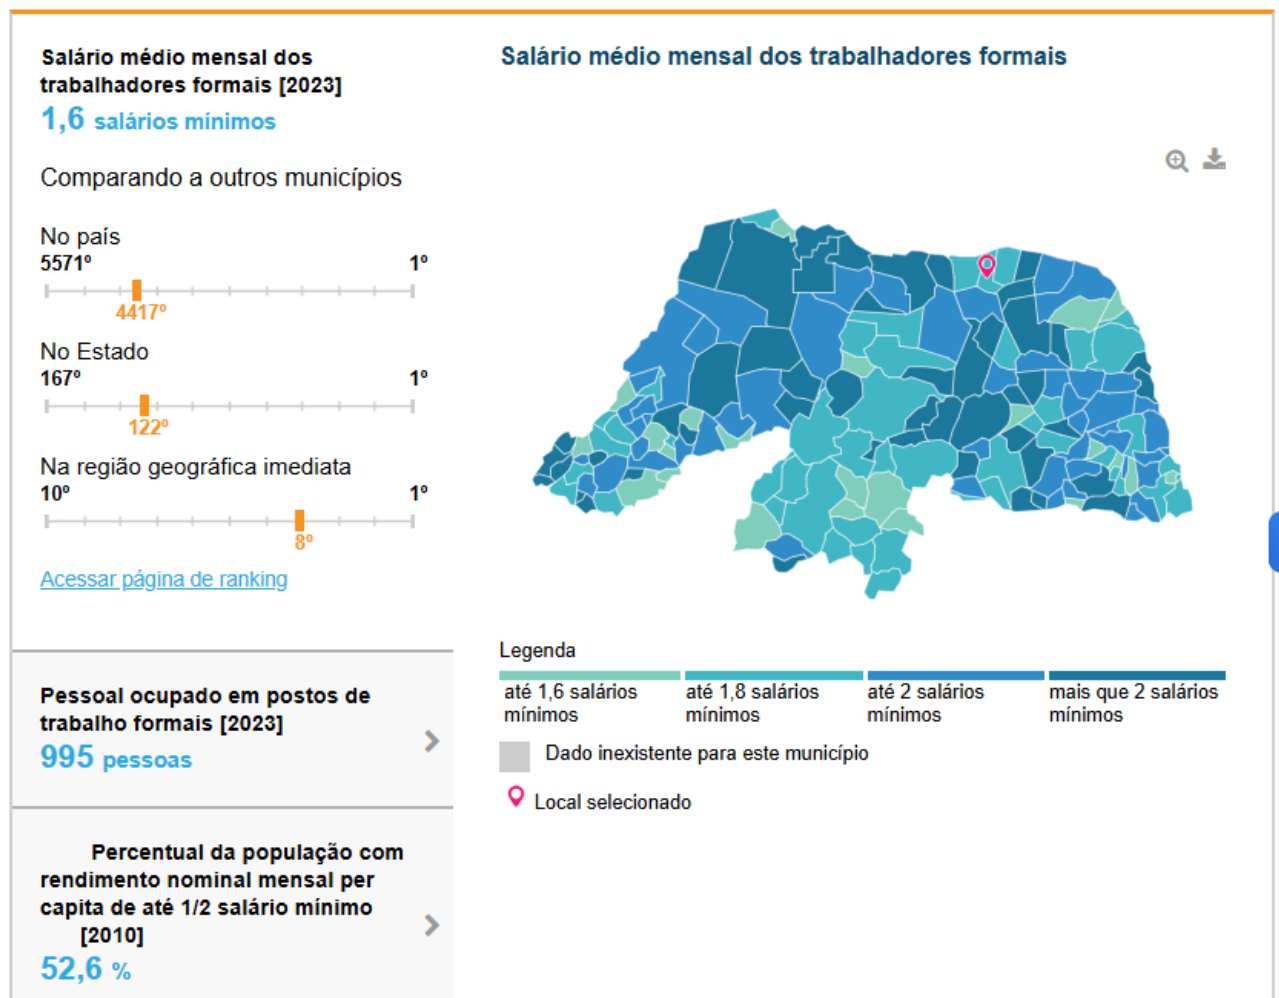 Salário médio mensal dos
trabalhadores formais [2023]
1,6 salários mínimos
Comparando a outros municípios
No país
5571º 1º
4417º
No Estado
167º 1º
122º
Na região geográfica imediata
10º 1º
8º
Acessar página de ranking
Pessoal ocupado em postos de
trabalho formais [2023]
995 pessoas
Percentual da população com
rendimento nominal mensal per
capita de até 1/2 salário mínimo
[2010]
52,6 %
Salário médio mensal dos trabalhadores formais
Legenda
até 1,6 salários
mínimos
até 1,8 salários
mínimos
até 2 salários
mínimos
mais que 2 salários
mínimos
Dado inexistente para este município
Local selecionado